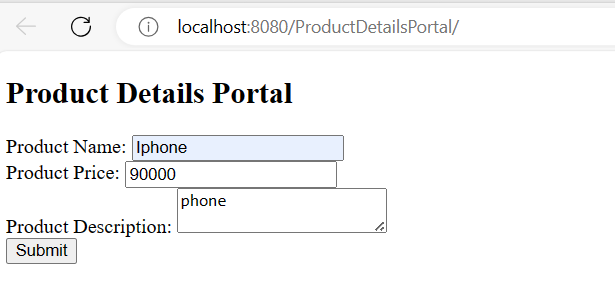 localhost:8080/ProductDetailsPortal/
Product Details Portal
Product Name: Iphone
Product Price: 90000
Product Description: phone
Submit